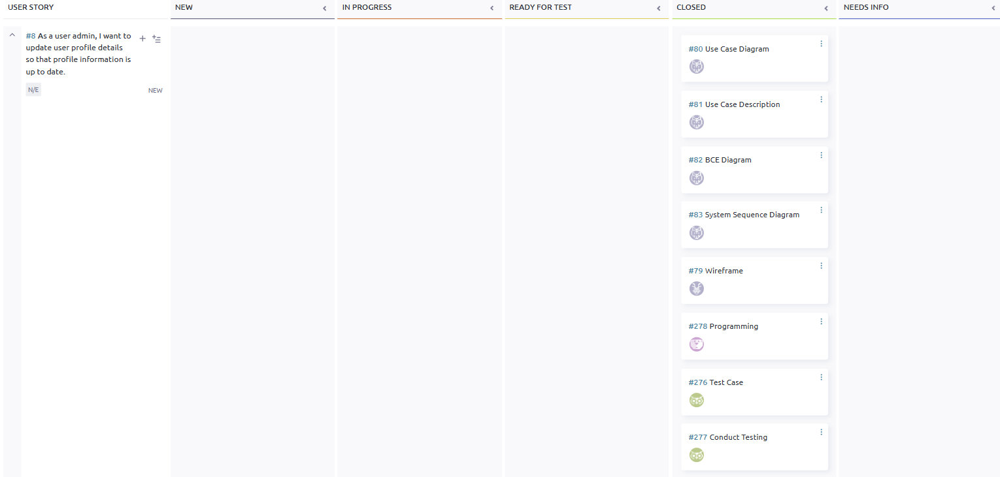 USER STORY
NEW
IN PROGRESS
READY FOR TEST
CLOSED
NEEDS INFO
#8 As a user admin, I want to
update user profile details
so that profile information is
up to date.
N/E
NEW
#80 Use Case Diagram
#81 Use Case Description
#82 BCE Diagram
#83 System Sequence Diagram
#79 Wireframe
#278 Programming
#276 Test Case
#277 Conduct Testing